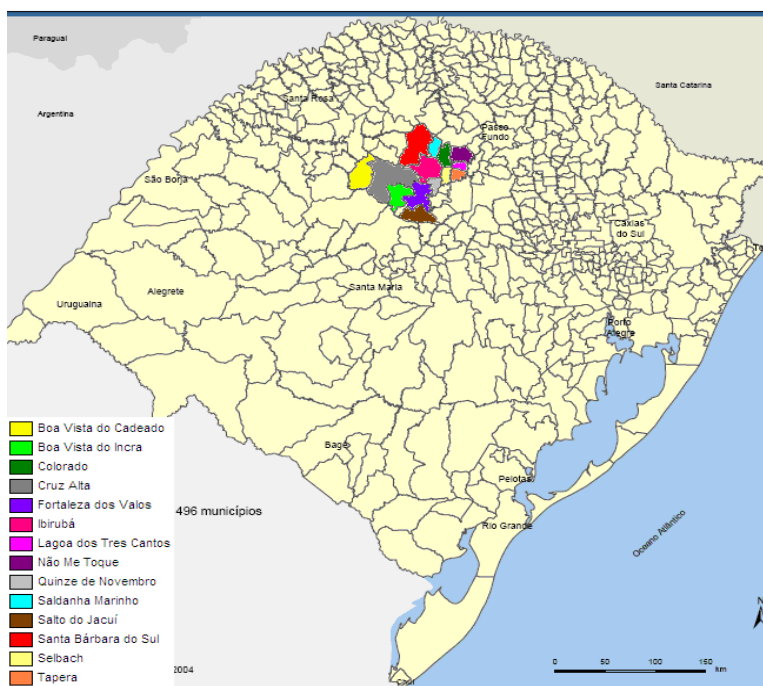 Paraguai
Santa Catarina
Santa Rosa
Argentina
Passo
Fundo
São Borja
Caxias
do Sul
Santa Maria
Alegrete
Uruguaina
Porto
Alegre
Boa Vista do Cadeado
Boa Vista do Incra
Bage
Colorado
Cruz Alta
Pelotas
Fortaleza dos Valos
496 municípios
Ibirubá
Rio Grande
Lagoa dos Tres Cantos
Oceano Atlântico
Não Me Toque
Quinze de Novembro
Saldanha Marinho
N
Salto do Jacuí
Santa Bárbara do Sul
Selbach
2004
0 50 100 150
km
Tapera
Chui